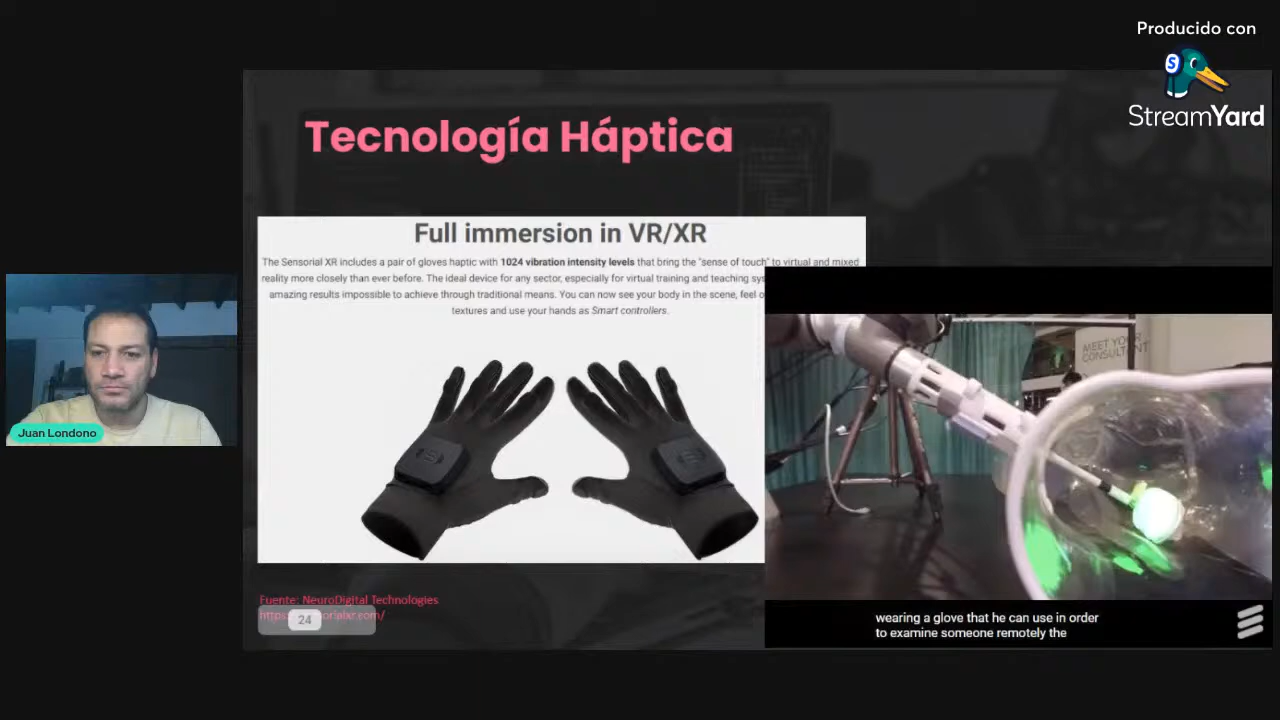 Producido con
StreamYard
Tecnología Háptica
Full immersion in VR/XR
The Sensorial XR includes a pair of gloves haptic with 1024 vibration intensity levels that bring the "sense of touch" to virtual and mixed
reality more closely than ever before. The ideal device for any sector, especially for virtual training and teaching sys
amazing results impossible to achieve through traditional means. You can now see your body in the scene, feel o
textures and use your hands as Smart controllers.
MEET YOUR
CONSULTANT
Juan Londono
Fuente: NeuroDigital Technologies
24
wearing a glove that he can use in order
to examine someone remotely the